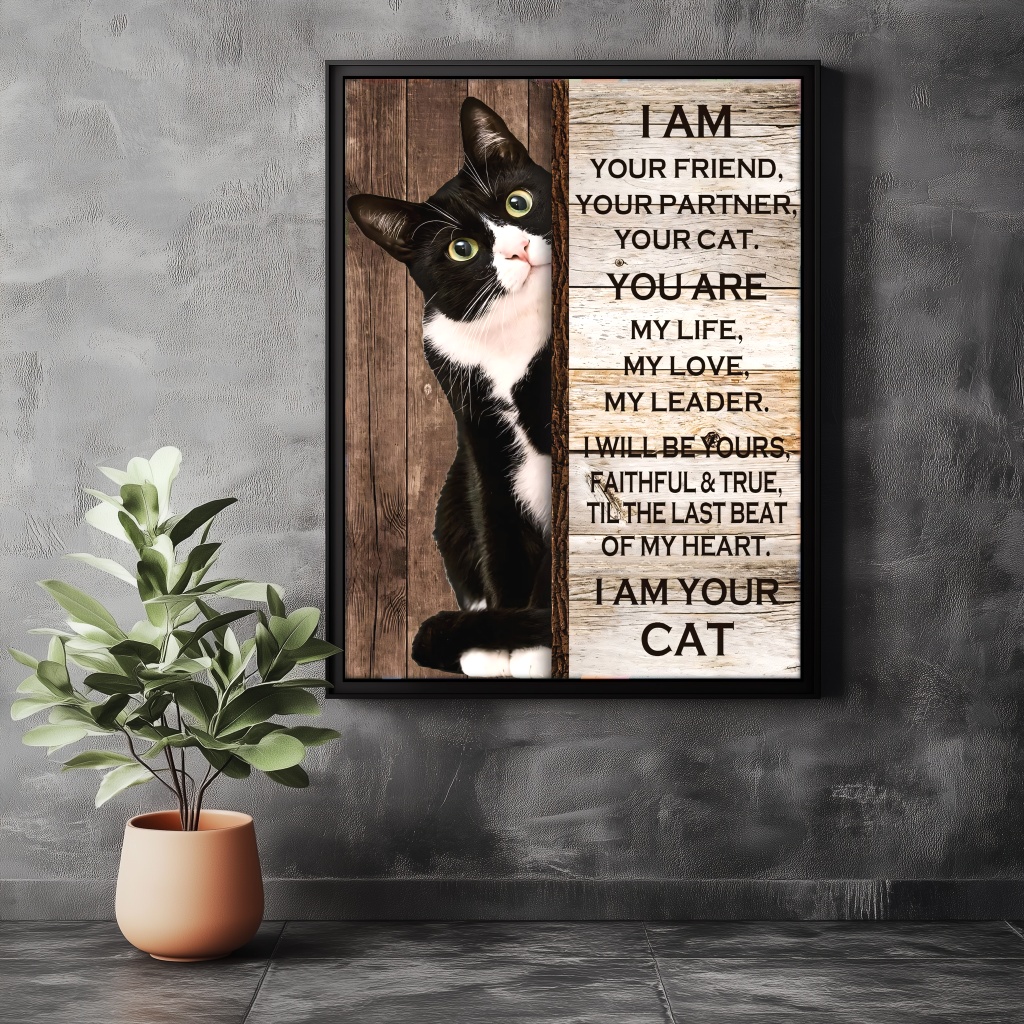 I AM
YOUR FRIEND,
YOUR PARTNER,
YOUR CAT.
YOU ARE
MY LIFE,
MY LOVE,
MY LEADER.
I WILL BE YOURS,
FAITHFUL & TRUE,
TIL THE LAST BEAT
OF MY HEART.
I AM YOUR
CAT